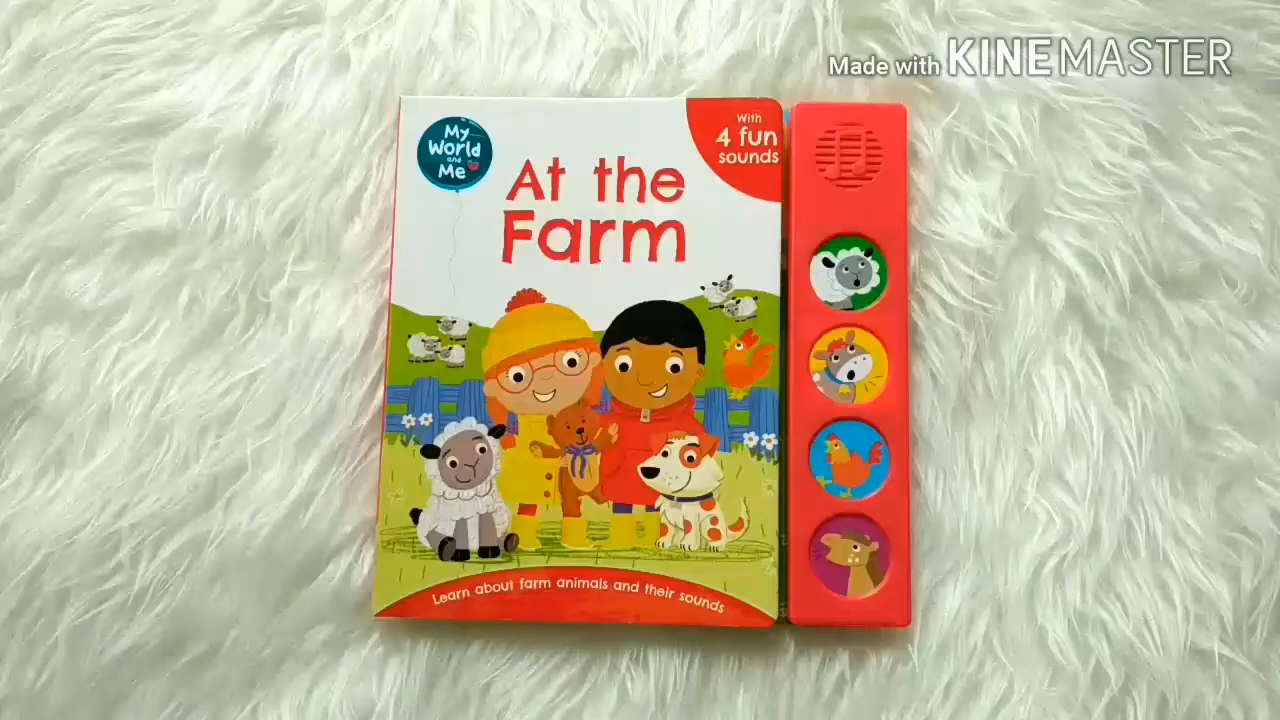 Made with KINEMASTER
My
World
and
Me
With
4 fun
sounds
At the
Farm
Learn about farm animals and their sounds